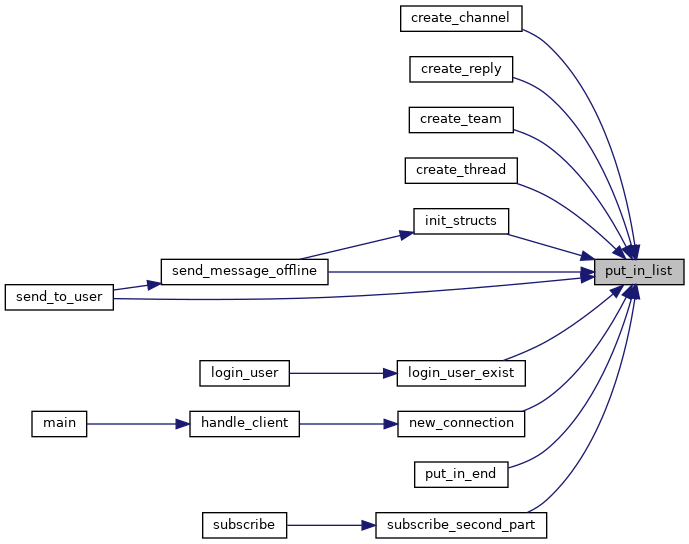 create_channel
create_reply
create_team
create_thread
init_structs
send_message_offline
put_in_list
send_to_user
login_user
login_user_exist
main
handle_client
new_connection
put_in_end
subscribe
subscribe_second_part